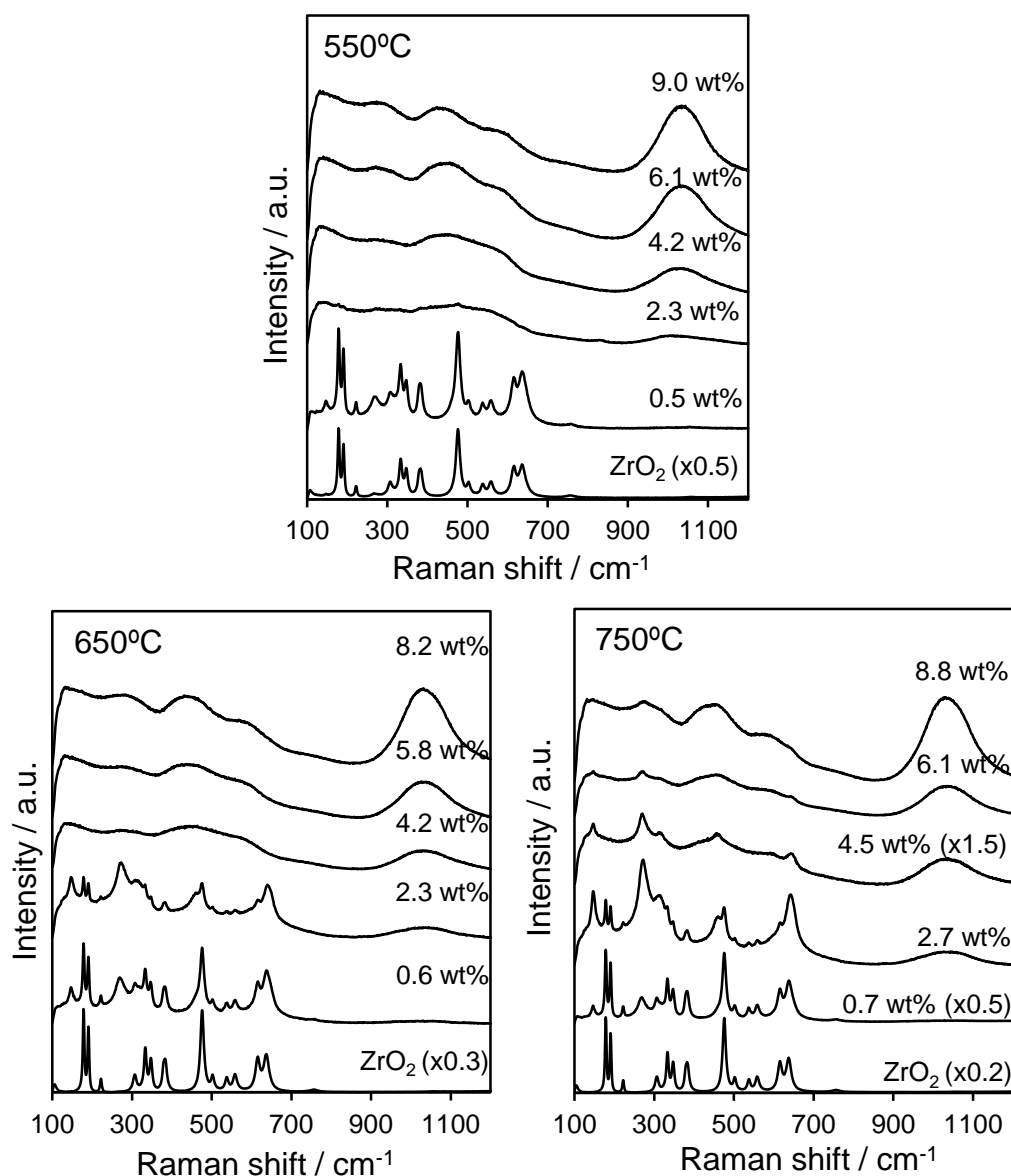 550ºC
9.0 wt%
6.1 wt%
4.2 wt%
2.3 wt%
0.5 wt%
ZrO2 (x0.5)
Intensity / a.u.
100 300 500 700 900 1100
Raman shift / cm-1
650ºC
8.2 wt%
5.8 wt%
4.2 wt%
2.3 wt%
0.6 wt%
ZrO2 (x0.3)
Intensity / a.u.
100 300 500 700 900 1100
Raman shift / cm-1
750ºC
8.8 wt%
6.1 wt%
4.5 wt% (x1.5)
2.7 wt%
0.7 wt% (x0.5)
ZrO2 (x0.2)
Intensity / a.u.
100 300 500 700 900 1100
Raman shift / cm-1